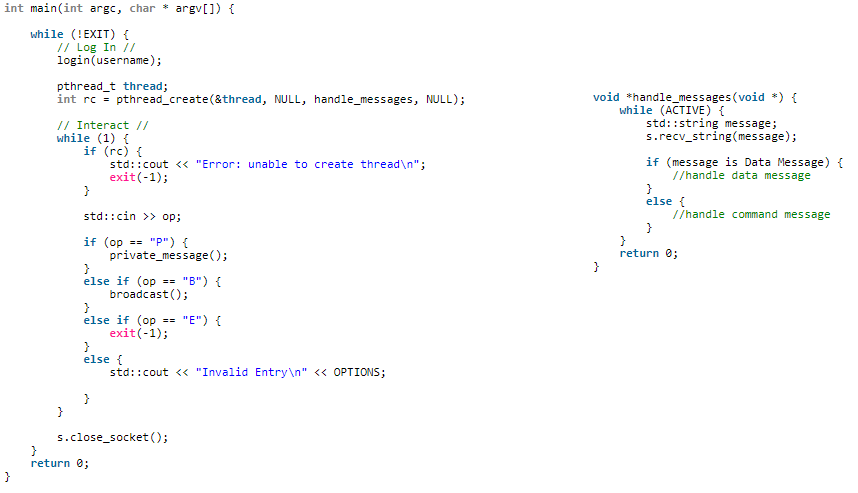 int main(int argc, char * argv[]) {
while (!EXIT) {
// Log In //
login(username);
pthread_t thread;
int rc = pthread_create(&thread, NULL, handle_messages, NULL);
// Interact //
while (1) {
if (rc) {
std::cout << "Error: unable to create thread\n";
exit(-1);
}
std::cin >> op;
if (op == "P") {
private_message();
}
else if (op == "B") {
broadcast();
}
else if (op == "E") {
exit(-1);
}
else {
std::cout << "Invalid Entry\n" << OPTIONS;
}
}
s.close_socket();
}
return 0;
}
void *handle_messages(void *) {
while (ACTIVE) {
std::string message;
s.recv_string(message);
if (message is Data Message) {
//handle data message
}
else {
//handle command message
}
}
return 0;
}